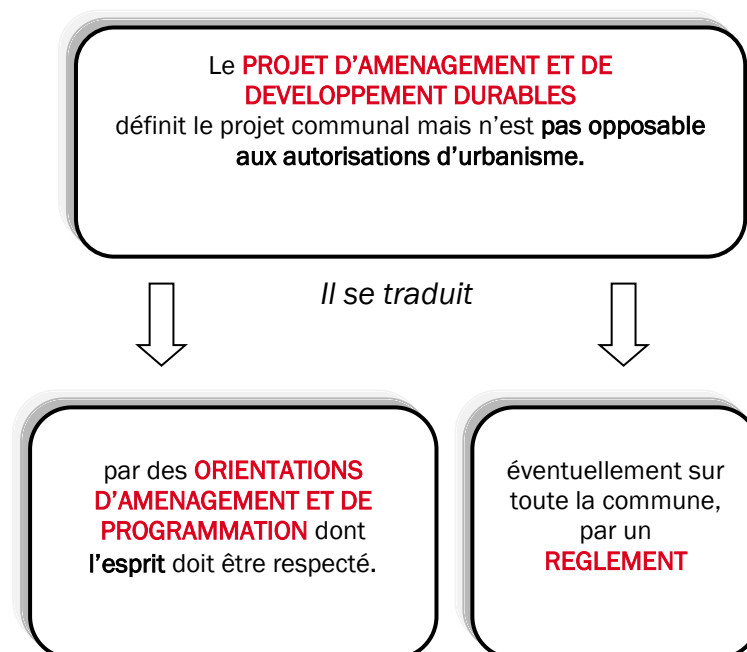 Le PROJET D'AMENAGEMENT ET DE
DEVELOPPEMENT DURABLES
définit le projet communal mais n'est pas opposable
aux autorisations d'urbanisme.
Il se traduit
par des ORIENTATIONS
D'AMENAGEMENT ET DE
PROGRAMMATION dont
l'esprit doit être respecté.
éventuellement sur
toute la commune,
par un
REGLEMENT